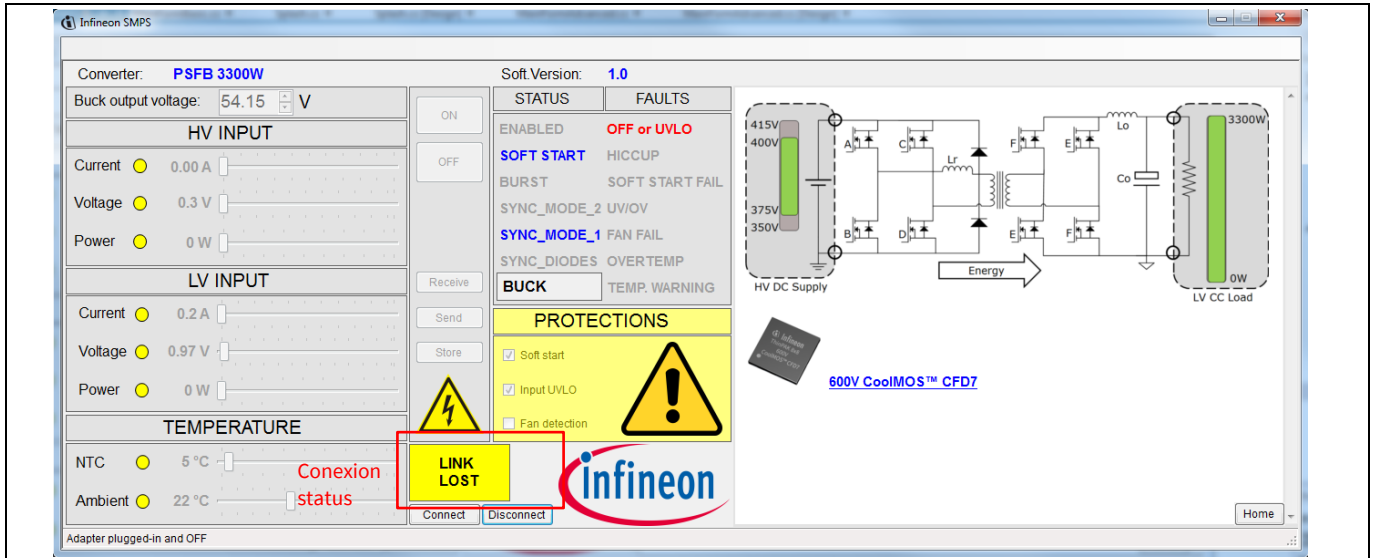 Infineon SMPS
Converter: PSFB 3300W Soft.Version: 1.0
Buck output voltage: 54.15 V
HV INPUT
Current 0.00 A
Voltage 0.3 V
Power 0 W
LV INPUT
Current 0.2 A
Voltage 0.97 V
Power 0 W
TEMPERATURE
NTC 5 °C
Ambient 22 °C
Conexion
status
ON
OFF
Receive
Send
Store
LINK
LOST
Connect Disconnect
STATUS FAULTS
ENABLED OFF or UVLO
SOFT START HICCUP
BURST SOFT START FAIL
SYNC_MODE_2 UV/OV
SYNC_MODE_1 FAN FAIL
SYNC_DIODES OVERTEMP
BUCK TEMP. WARNING
PROTECTIONS
Soft start
Input UVLO
Fan detection
infineon
415V
400V
375V
350V
HV DC Supply
A
C
Lr
F
E
Lo
B
D
E
F
Co
Energy
3300W
0W
LV CC Load
600V CoolMOS™ CFD7
Home
Adapter plugged-in and OFF